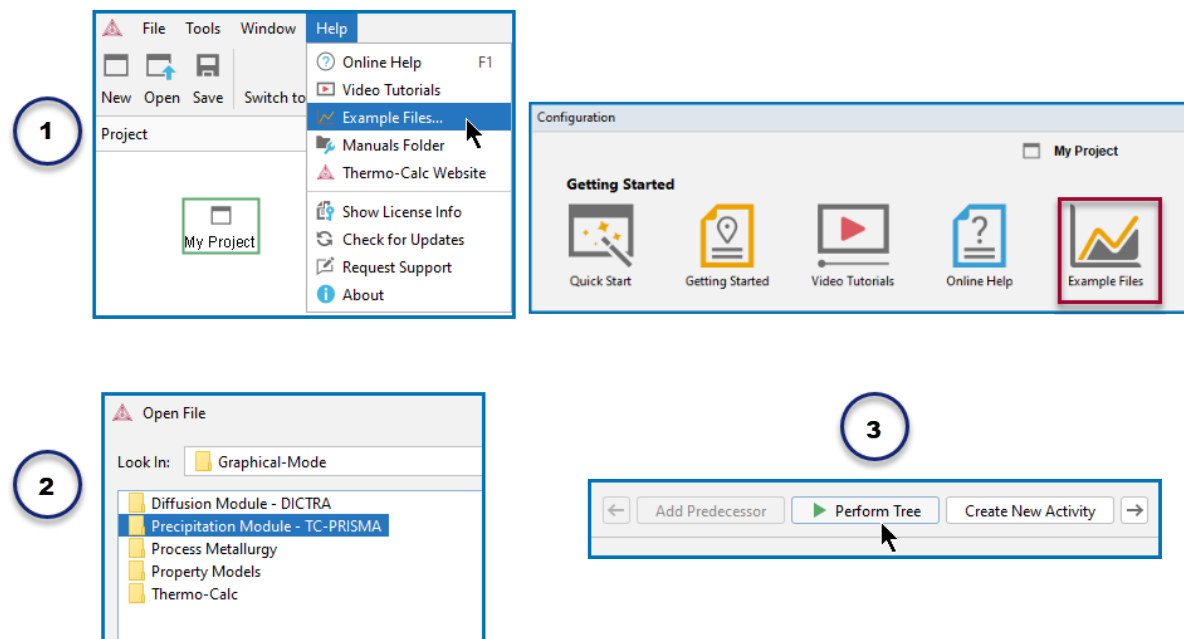 File Tools Window Help
New Open Save Switch to
Project
My Project
Online Help F1
Video Tutorials
Example Files...
Manuals Folder
Thermo-Calc Website
Show License Info
Check for Updates
Request Support
About
1
Configuration
My Project
Getting Started
Quick Start Getting Started Video Tutorials Online Help Example Files
2
Open File
Look In: Graphical-Mode
Diffusion Module - DICTRA
Precipitation Module - TC-PRISMA
Process Metallurgy
Property Models
Thermo-Calc
3
Add Predecessor Perform Tree Create New Activity